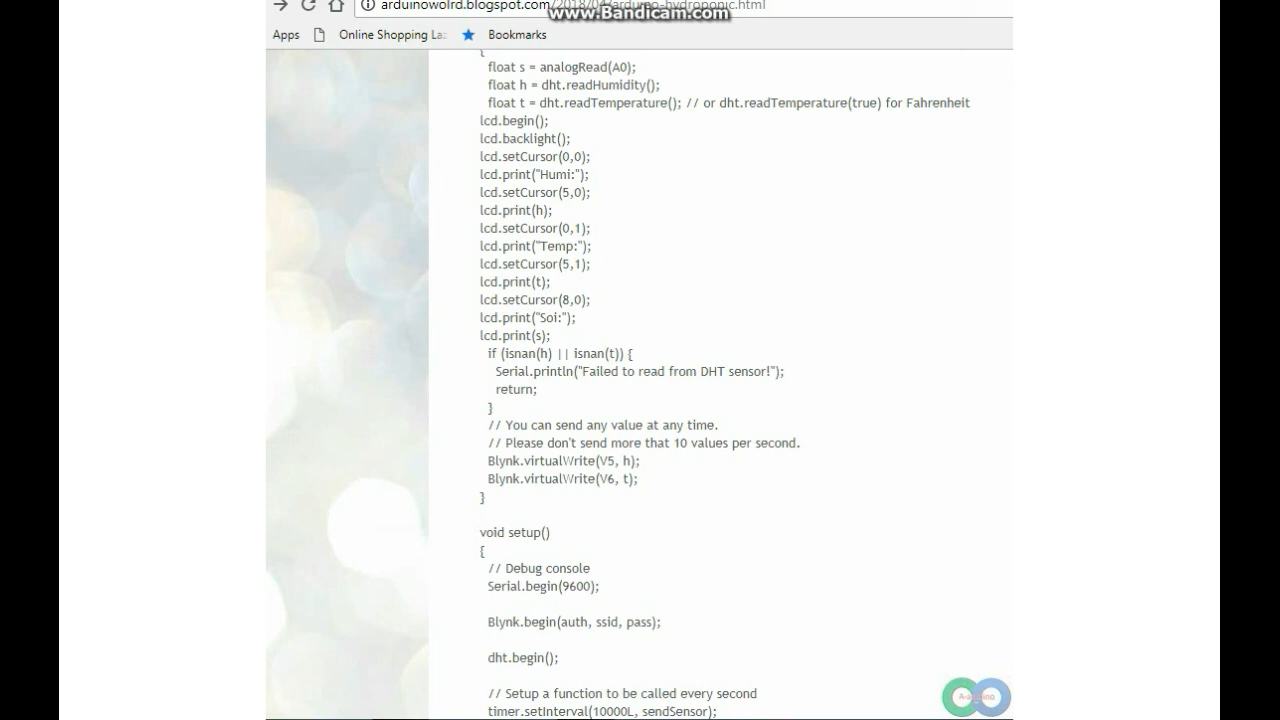 arduinowolrd.blogspot.com/2018/04/arduino-hydroponic.html
www.Bandicam.com
Apps Online Shopping La Bookmarks
{
float s = analogRead(A0);
float h = dht.readHumidity();
float t = dht.readTemperature(); // or dht.readTemperature(true) for Fahrenheit
lcd.begin();
lcd.backlight();
lcd.setCursor(0,0);
lcd.print("Humi:");
lcd.setCursor(5,0);
lcd.print(h);
lcd.setCursor(0,1);
lcd.print("Temp:");
lcd.setCursor(5,1);
lcd.print(t);
lcd.setCursor(8,0);
lcd.print("Soi:");
lcd.print(s);
if (isnan(h) || isnan(t)) {
Serial.println("Failed to read from DHT sensor!");
return;
}
// You can send any value at any time.
// Please don't send more that 10 values per second.
Blynk.virtualWrite(V5, h);
Blynk.virtualWrite(V6, t);
}
void setup()
{
// Debug console
Serial.begin(9600);
Blynk.begin(auth, ssid, pass);
dht.begin();
// Setup a function to be called every second
timer.setInterval(10000L, sendSensor);